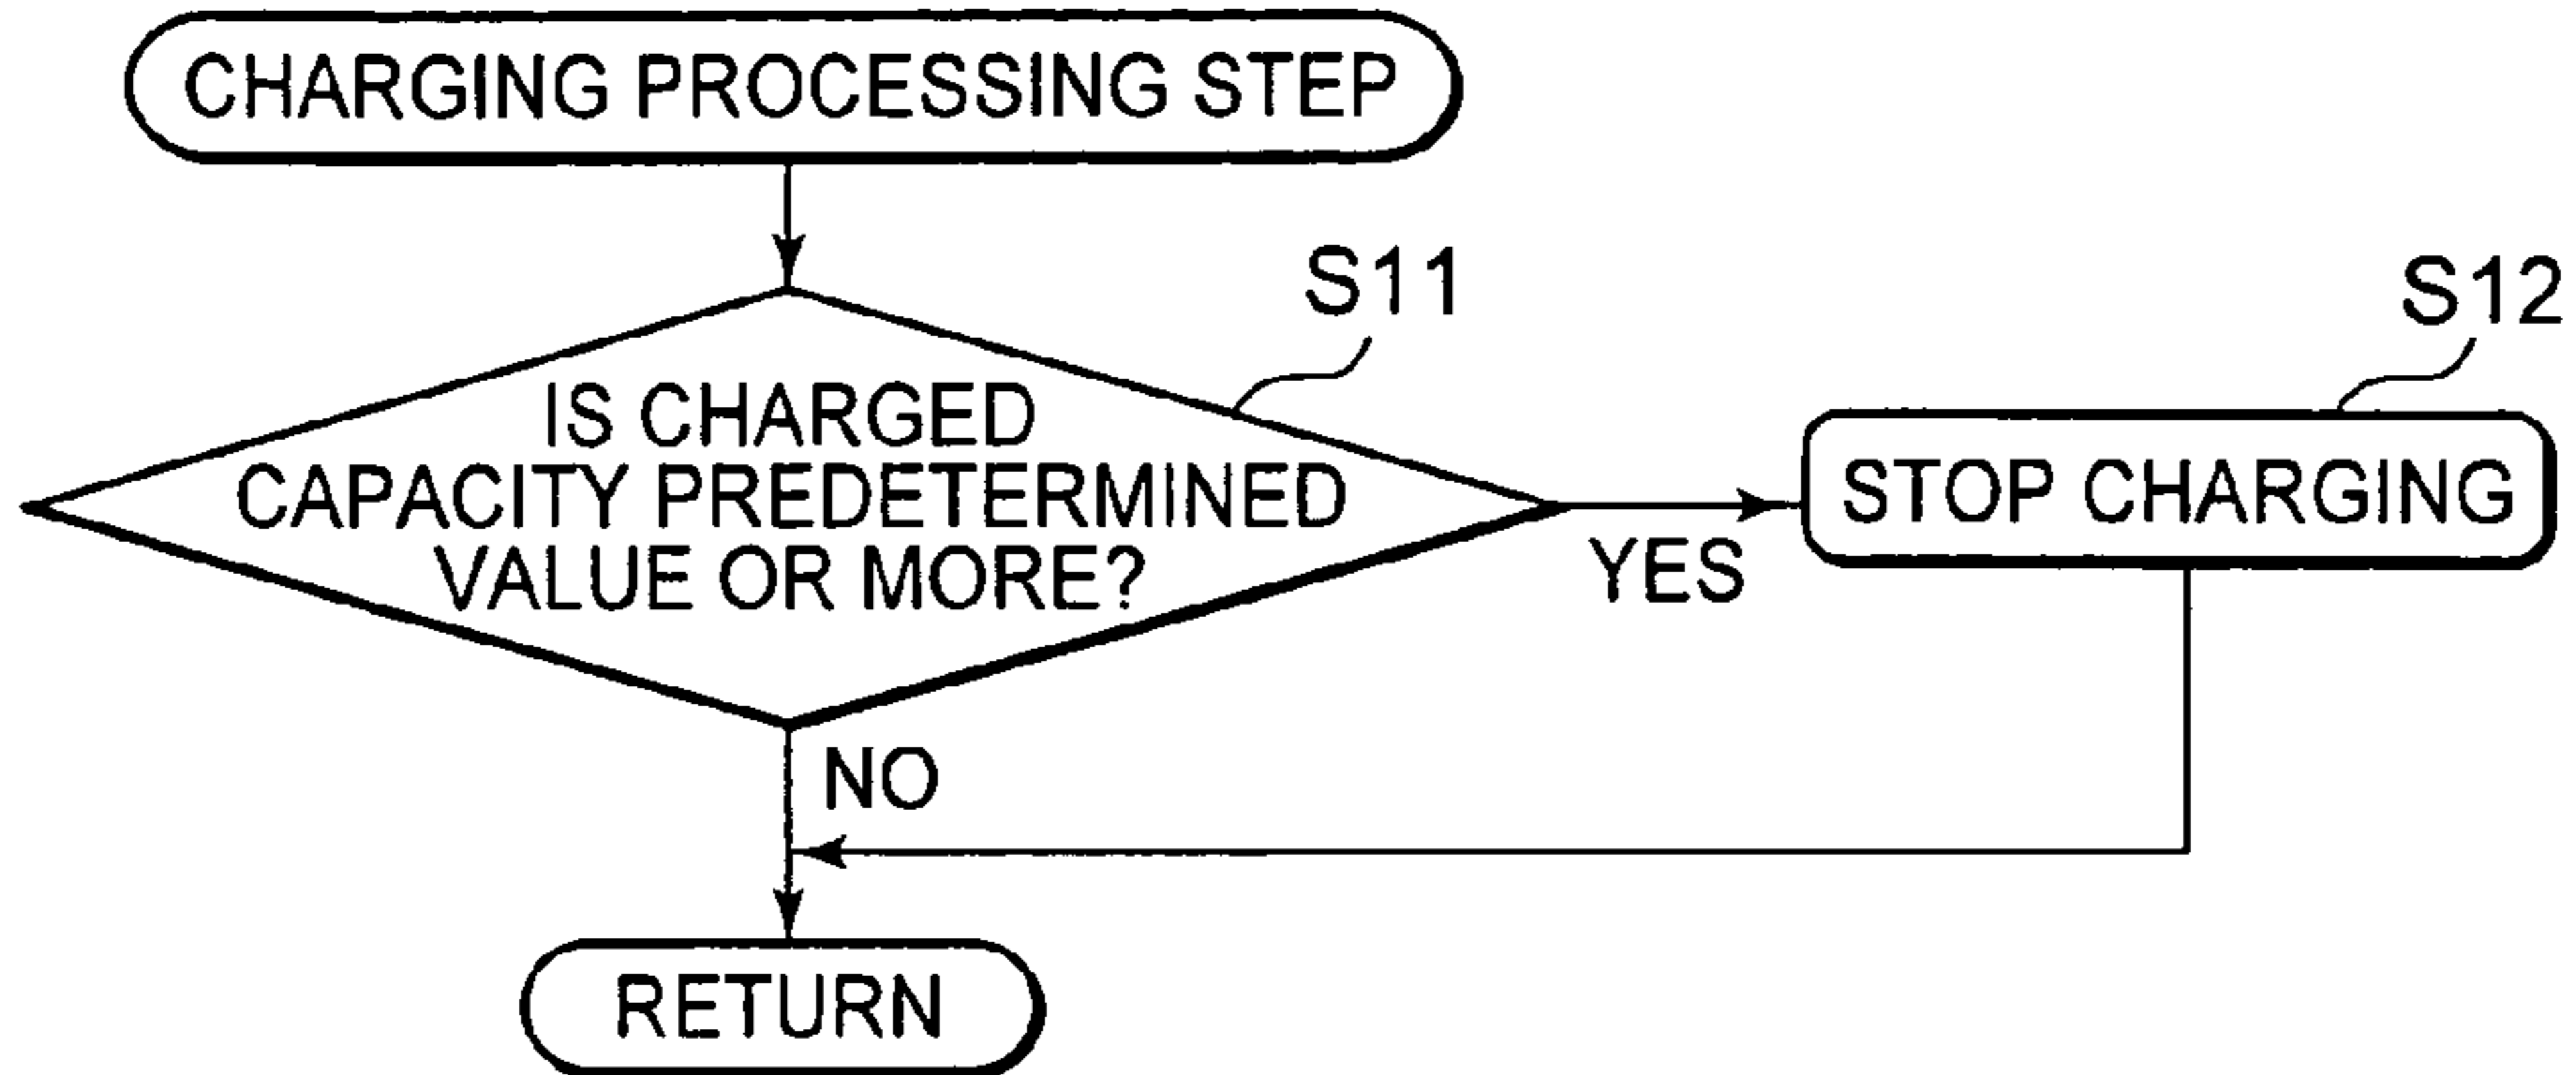 CHARGING PROCESSING STEP
S11
S12
IS CHARGED
CAPACITY PREDETERMINED
VALUE OR MORE?
STOP CHARGING
YES
NO
RETURN